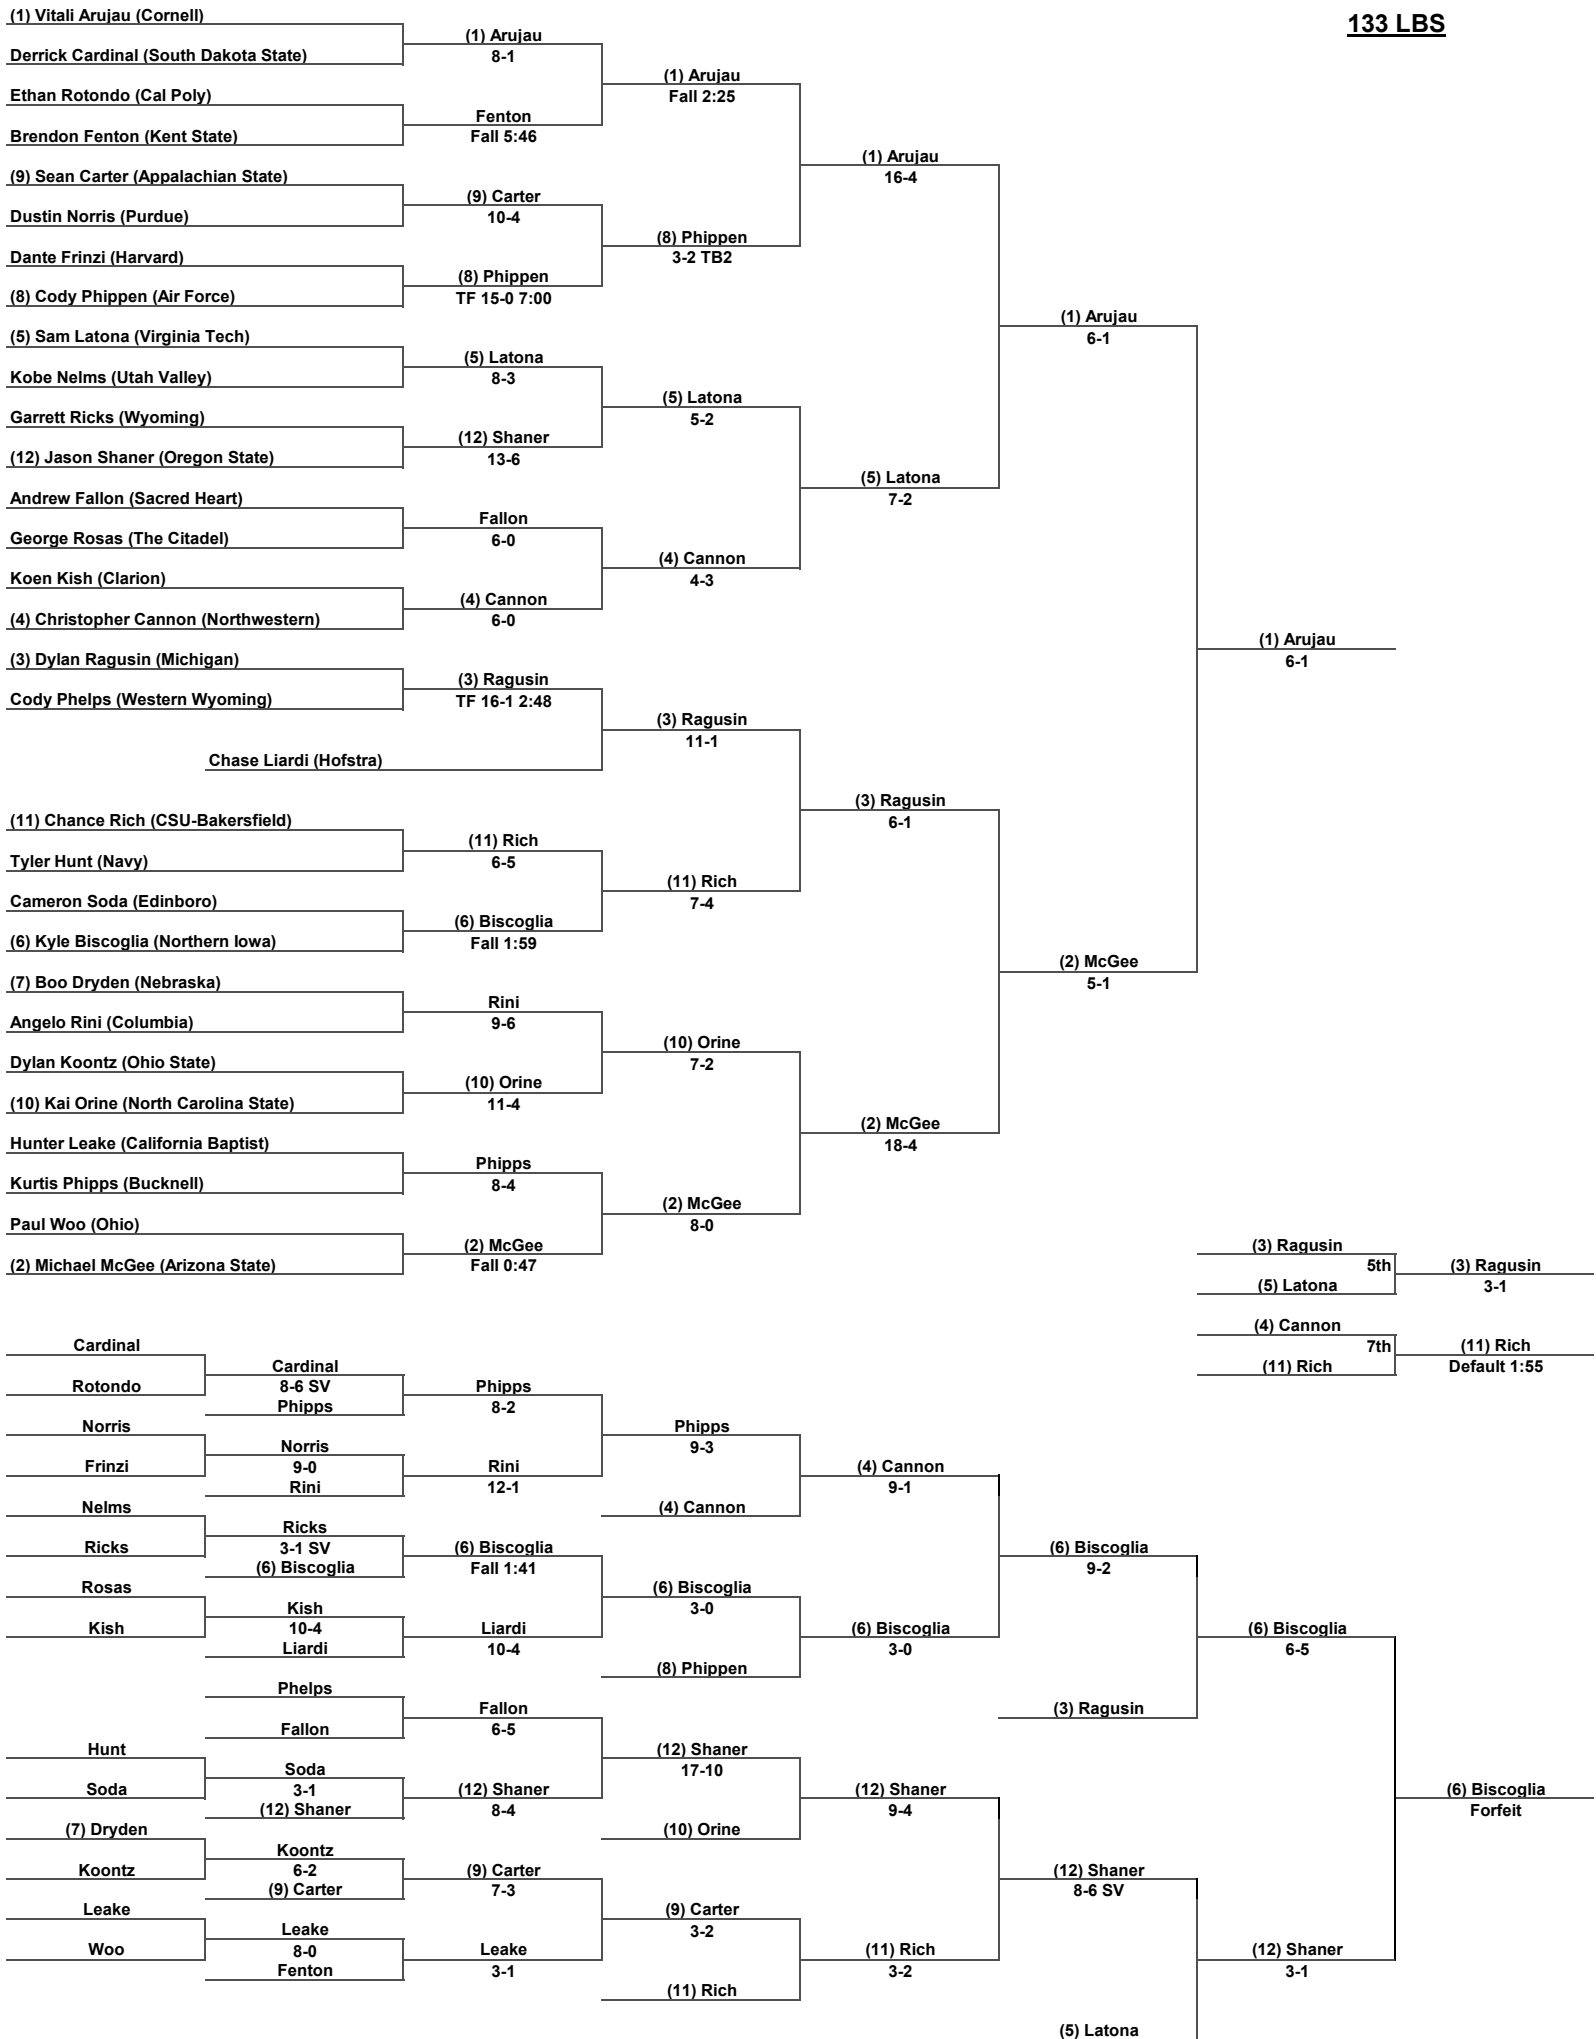 133 LBS
(1) Vitali Arujau (Cornell)
Derrick Cardinal (South Dakota State)
Ethan Rotondo (Cal Poly)
Brendon Fenton (Kent State)
(9) Sean Carter (Appalachian State)
Dustin Norris (Purdue)
Dante Frinzi (Harvard)
(8) Cody Phippen (Air Force)
(5) Sam Latona (Virginia Tech)
Kobe Nelms (Utah Valley)
Garrett Ricks (Wyoming)
(12) Jason Shaner (Oregon State)
Andrew Fallon (Sacred Heart)
George Rosas (The Citadel)
Koen Kish (Clarion)
(4) Christopher Cannon (Northwestern)
(3) Dylan Ragusin (Michigan)
Cody Phelps (Western Wyoming)
Chase Liardi (Hofstra)
(11) Chance Rich (CSU-Bakersfield)
Tyler Hunt (Navy)
Cameron Soda (Edinboro)
(6) Kyle Biscoglia (Northern Iowa)
(7) Boo Dryden (Nebraska)
Angelo Rini (Columbia)
Dylan Koontz (Ohio State)
(10) Kai Orine (North Carolina State)
Hunter Leake (California Baptist)
Kurtis Phipps (Bucknell)
Paul Woo (Ohio)
(2) Michael McGee (Arizona State)
(1) Arujau
8-1
Fenton
Fall 5:46
(9) Carter
10-4
(8) Phippen
TF 15-0 7:00
(5) Latona
8-3
(12) Shaner
13-6
Fallon
6-0
(4) Cannon
6-0
(3) Ragusin
TF 16-1 2:48
(11) Rich
6-5
(6) Biscoglia
Fall 1:59
Rini
9-6
(10) Orine
11-4
Phipps
8-4
(2) McGee
Fall 0:47
(1) Arujau
Fall 2:25
(8) Phippen
3-2 TB2
(5) Latona
5-2
(4) Cannon
4-3
(3) Ragusin
11-1
(11) Rich
7-4
(10) Orine
7-2
(2) McGee
8-0
(1) Arujau
16-4
(5) Latona
7-2
(3) Ragusin
6-1
(2) McGee
18-4
(1) Arujau
6-1
(2) McGee
5-1
(1) Arujau
6-1
(3) Ragusin
5th
(5) Latona
(3) Ragusin
3-1
(4) Cannon
7th
(11) Rich
(11) Rich
Default 1:55
Cardinal
Rotondo
Norris
Frinzi
Nelms
Ricks
Rosas
Kish
Hunt
Soda
(7) Dryden
Koontz
Leake
Woo
Cardinal
8-6 SV
Phipps
Norris
9-0
Rini
Ricks
3-1 SV
(6) Biscoglia
Kish
10-4
Liardi
Phelps
Fallon
Soda
3-1
(12) Shaner
Koontz
6-2
(9) Carter
Leake
8-0
Fenton
Phipps
8-2
Rini
12-1
(6) Biscoglia
Fall 1:41
Liardi
10-4
Fallon
6-5
(12) Shaner
8-4
(9) Carter
7-3
Leake
3-1
Phipps
9-3
(4) Cannon
(6) Biscoglia
3-0
(8) Phippen
(12) Shaner
17-10
(10) Orine
(9) Carter
3-2
(11) Rich
(4) Cannon
9-1
(6) Biscoglia
3-0
(12) Shaner
9-4
(11) Rich
3-2
(6) Biscoglia
9-2
(3) Ragusin
(12) Shaner
8-6 SV
(5) Latona
(6) Biscoglia
6-5
(12) Shaner
3-1
(6) Biscoglia
Forfeit